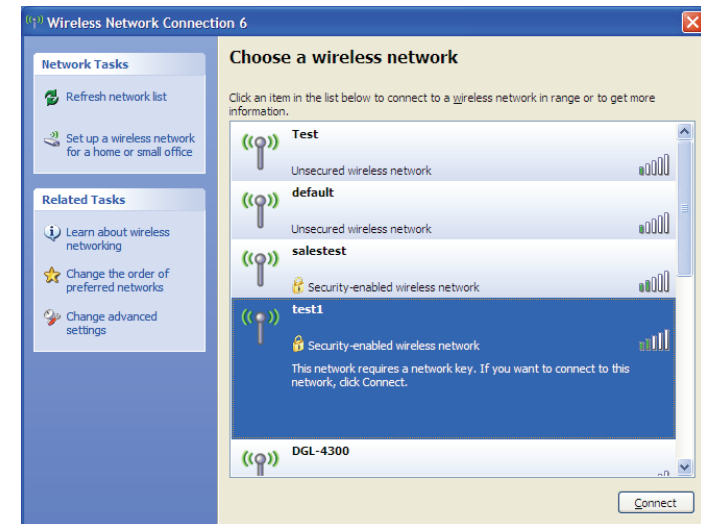 Wireless Network Connection 6
Network Tasks
Refresh network list
Set up a wireless network
for a home or small office
Related Tasks
Learn about wireless
networking
Change the order of
preferred networks
Change advanced
settings
Choose a wireless network
Click an item in the list below to connect to a wireless network in range or to get more
information.
Test
Unsecured wireless network
default
Unsecured wireless network
salestest
Security-enabled wireless network
test1
Security-enabled wireless network
This network requires a network key. If you want to connect to this
network, click Connect.
DGL-4300
Connect